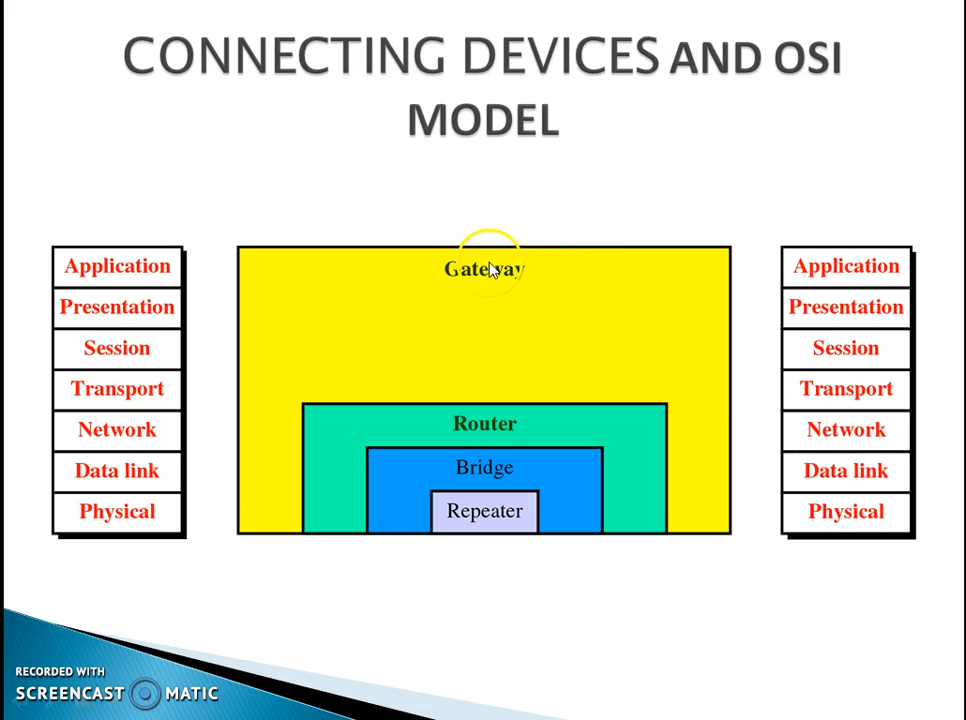 CONNECTING DEVICES AND OSI
MODEL
Application
Presentation
Session
Transport
Network
Data link
Physical
Gateway
Router
Bridge
Repeater
Application
Presentation
Session
Transport
Network
Data link
Physical
RECORDED WITH
SCREENCAST MATIC